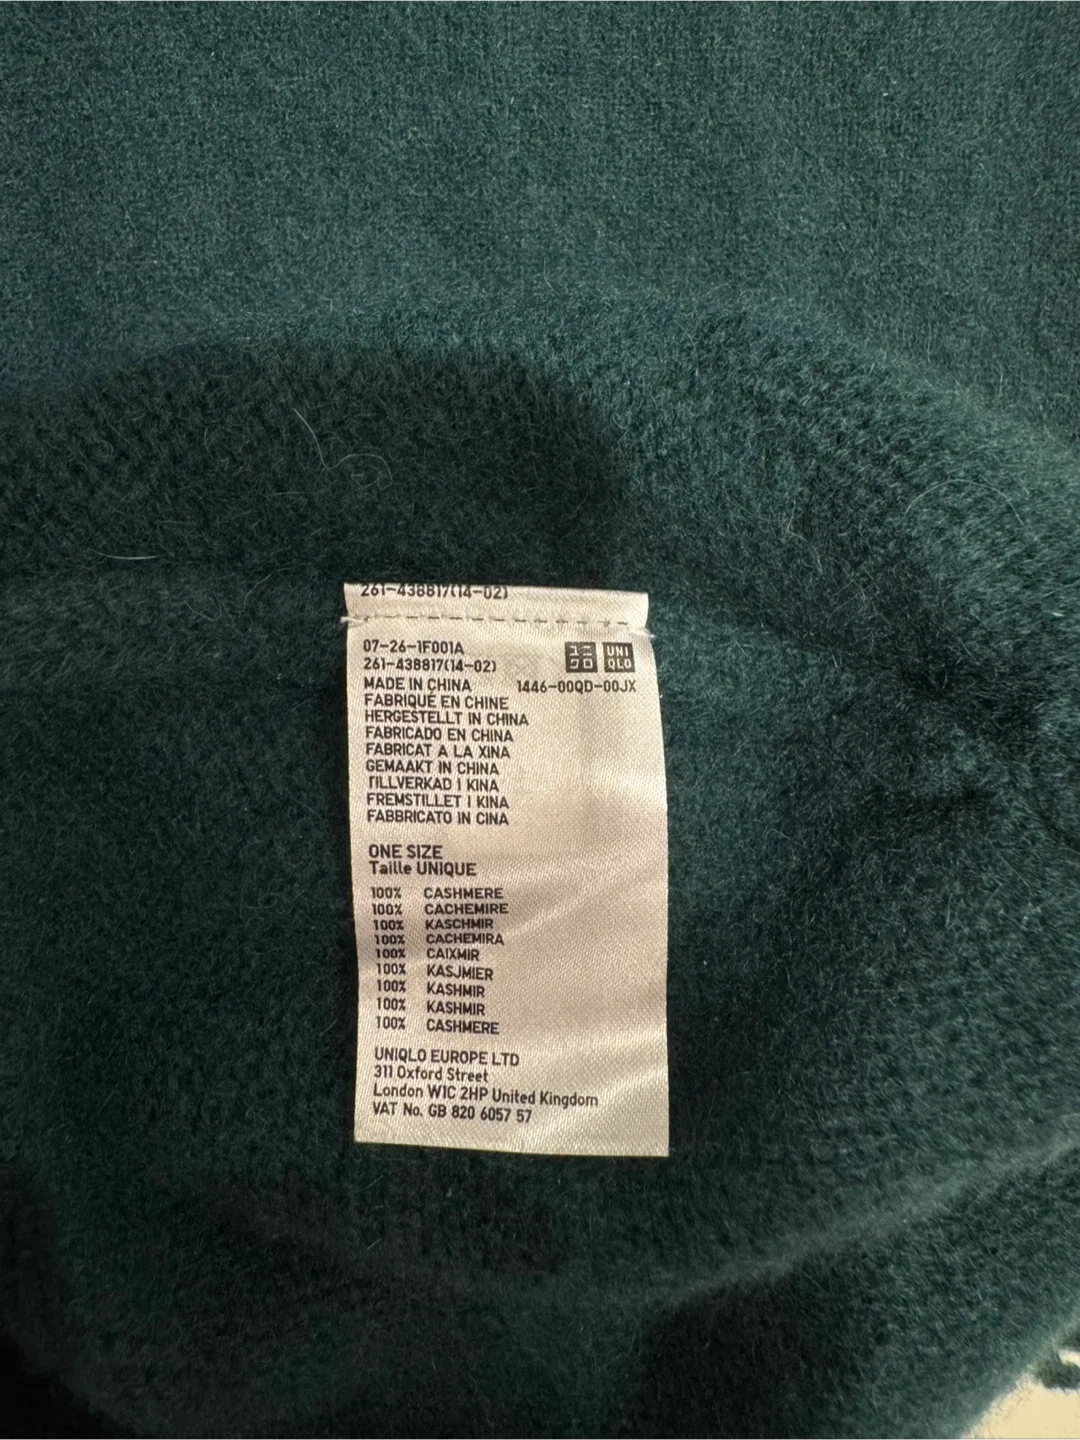 261-438817(14-02)
07-26-1F001A
261-438817(14-02)
ユニ
クロ
UNI
QLO
MADE IN CHINA 1446-00QD-00JX
FABRIQUÉ EN CHINE
HERGESTELLT IN CHINA
FABRICADO EN CHINA
FABRICAT A LA XINA
GEMAAKT IN CHINA
TILLVERKAD I KINA
FREMSTILLET I KINA
FABBRICATO IN CINA
ONE SIZE
Taille UNIQUE
100% CASHMERE
100% CACHEMIRE
100% KASCHMIR
100% CACHEMIRA
100% CAIXMIR
100% KASJMIER
100% KASHMIR
100% KASHMIR
100% CASHMERE
UNIQLO EUROPE LTD
311 Oxford Street
London W1C 2HP United Kingdom
VAT No. GB 820 6057 57